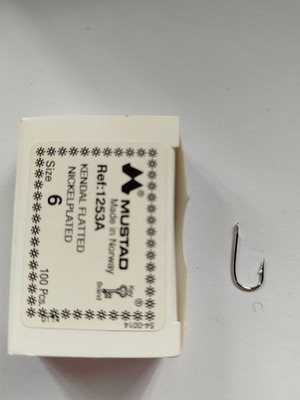 MUSTAD ®
Made in Norway
Ref:1253A
KENDAL FLATTED
NICKELPLATED
Size 6
100 Pcs.
Key Brand ®
54-0014